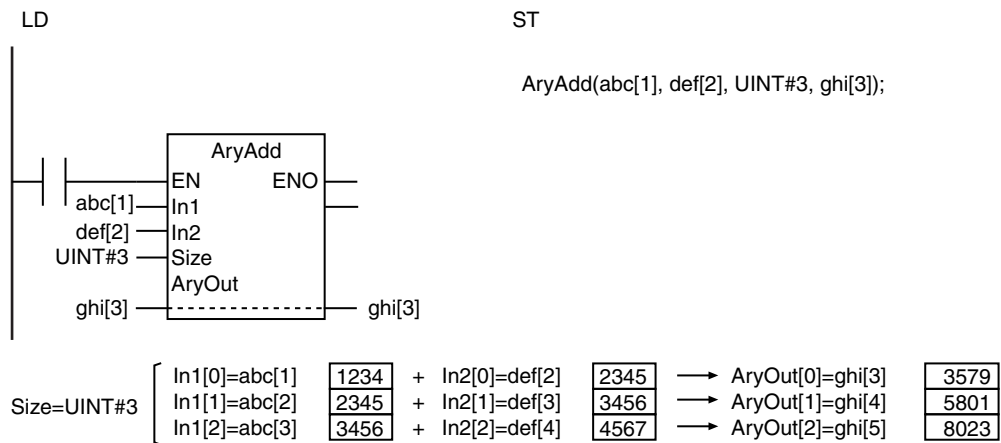 LD
ST
AryAdd(abc[1], def[2], UINT#3, ghi[3]);
AryAdd
EN ENO
abc[1] In1
def[2] In2
UINT#3 Size
AryOut
ghi[3] ghi[3]
In1[0]=abc[1] 1234 + In2[0]=def[2] 2345 → AryOut[0]=ghi[3] 3579
Size=UINT#3 In1[1]=abc[2] 2345 + In2[1]=def[3] 3456 → AryOut[1]=ghi[4] 5801
In1[2]=abc[3] 3456 + In2[2]=def[4] 4567 → AryOut[2]=ghi[5] 8023